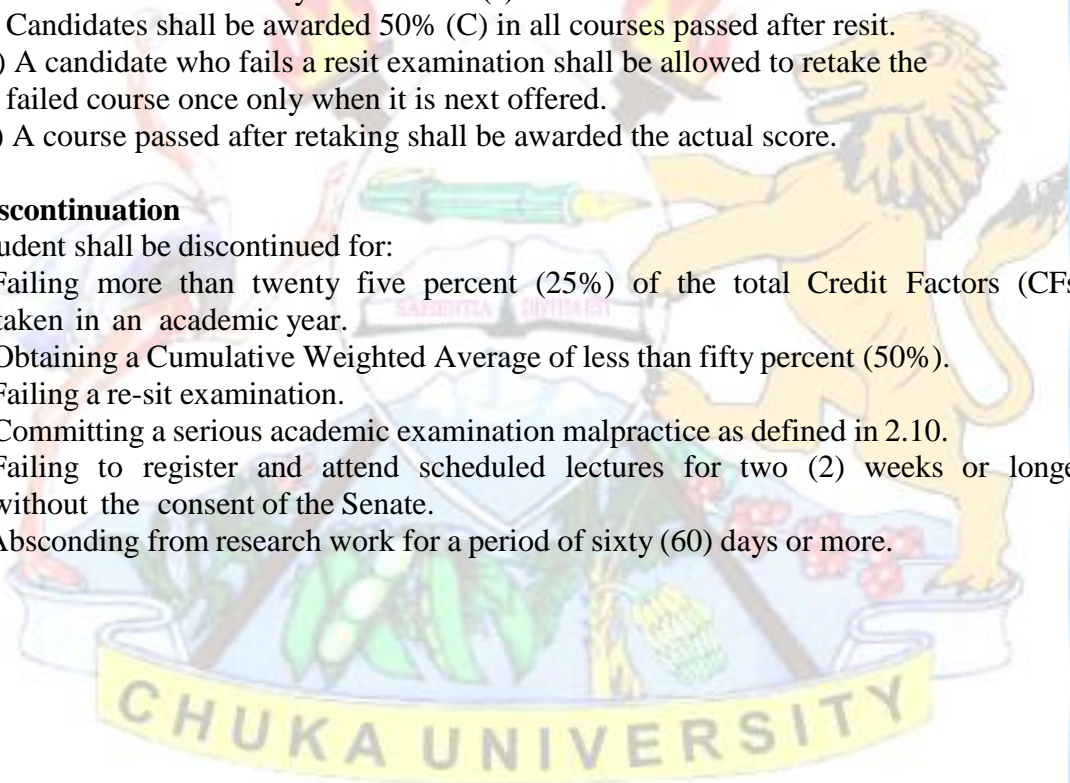 Candidates shall be awarded 50% (C) in all courses passed after resit.
) A candidate who fails a resit examination shall be allowed to retake the
failed course once only when it is next offered.
) A course passed after retaking shall be awarded the actual score.
scontinuation
udent shall be discontinued for:
Failing more than twenty five percent (25%) of the total Credit Factors (CFs
taken in an academic year.
Obtaining a Cumulative Weighted Average of less than fifty percent (50%).
Failing a re-sit examination.
Committing a serious academic examination malpractice as defined in 2.10.
Failing to register and attend scheduled lectures for two (2) weeks or longe
without the consent of the Senate.
Absconding from research work for a period of sixty (60) days or more.
CHUKA UNIVERSITY